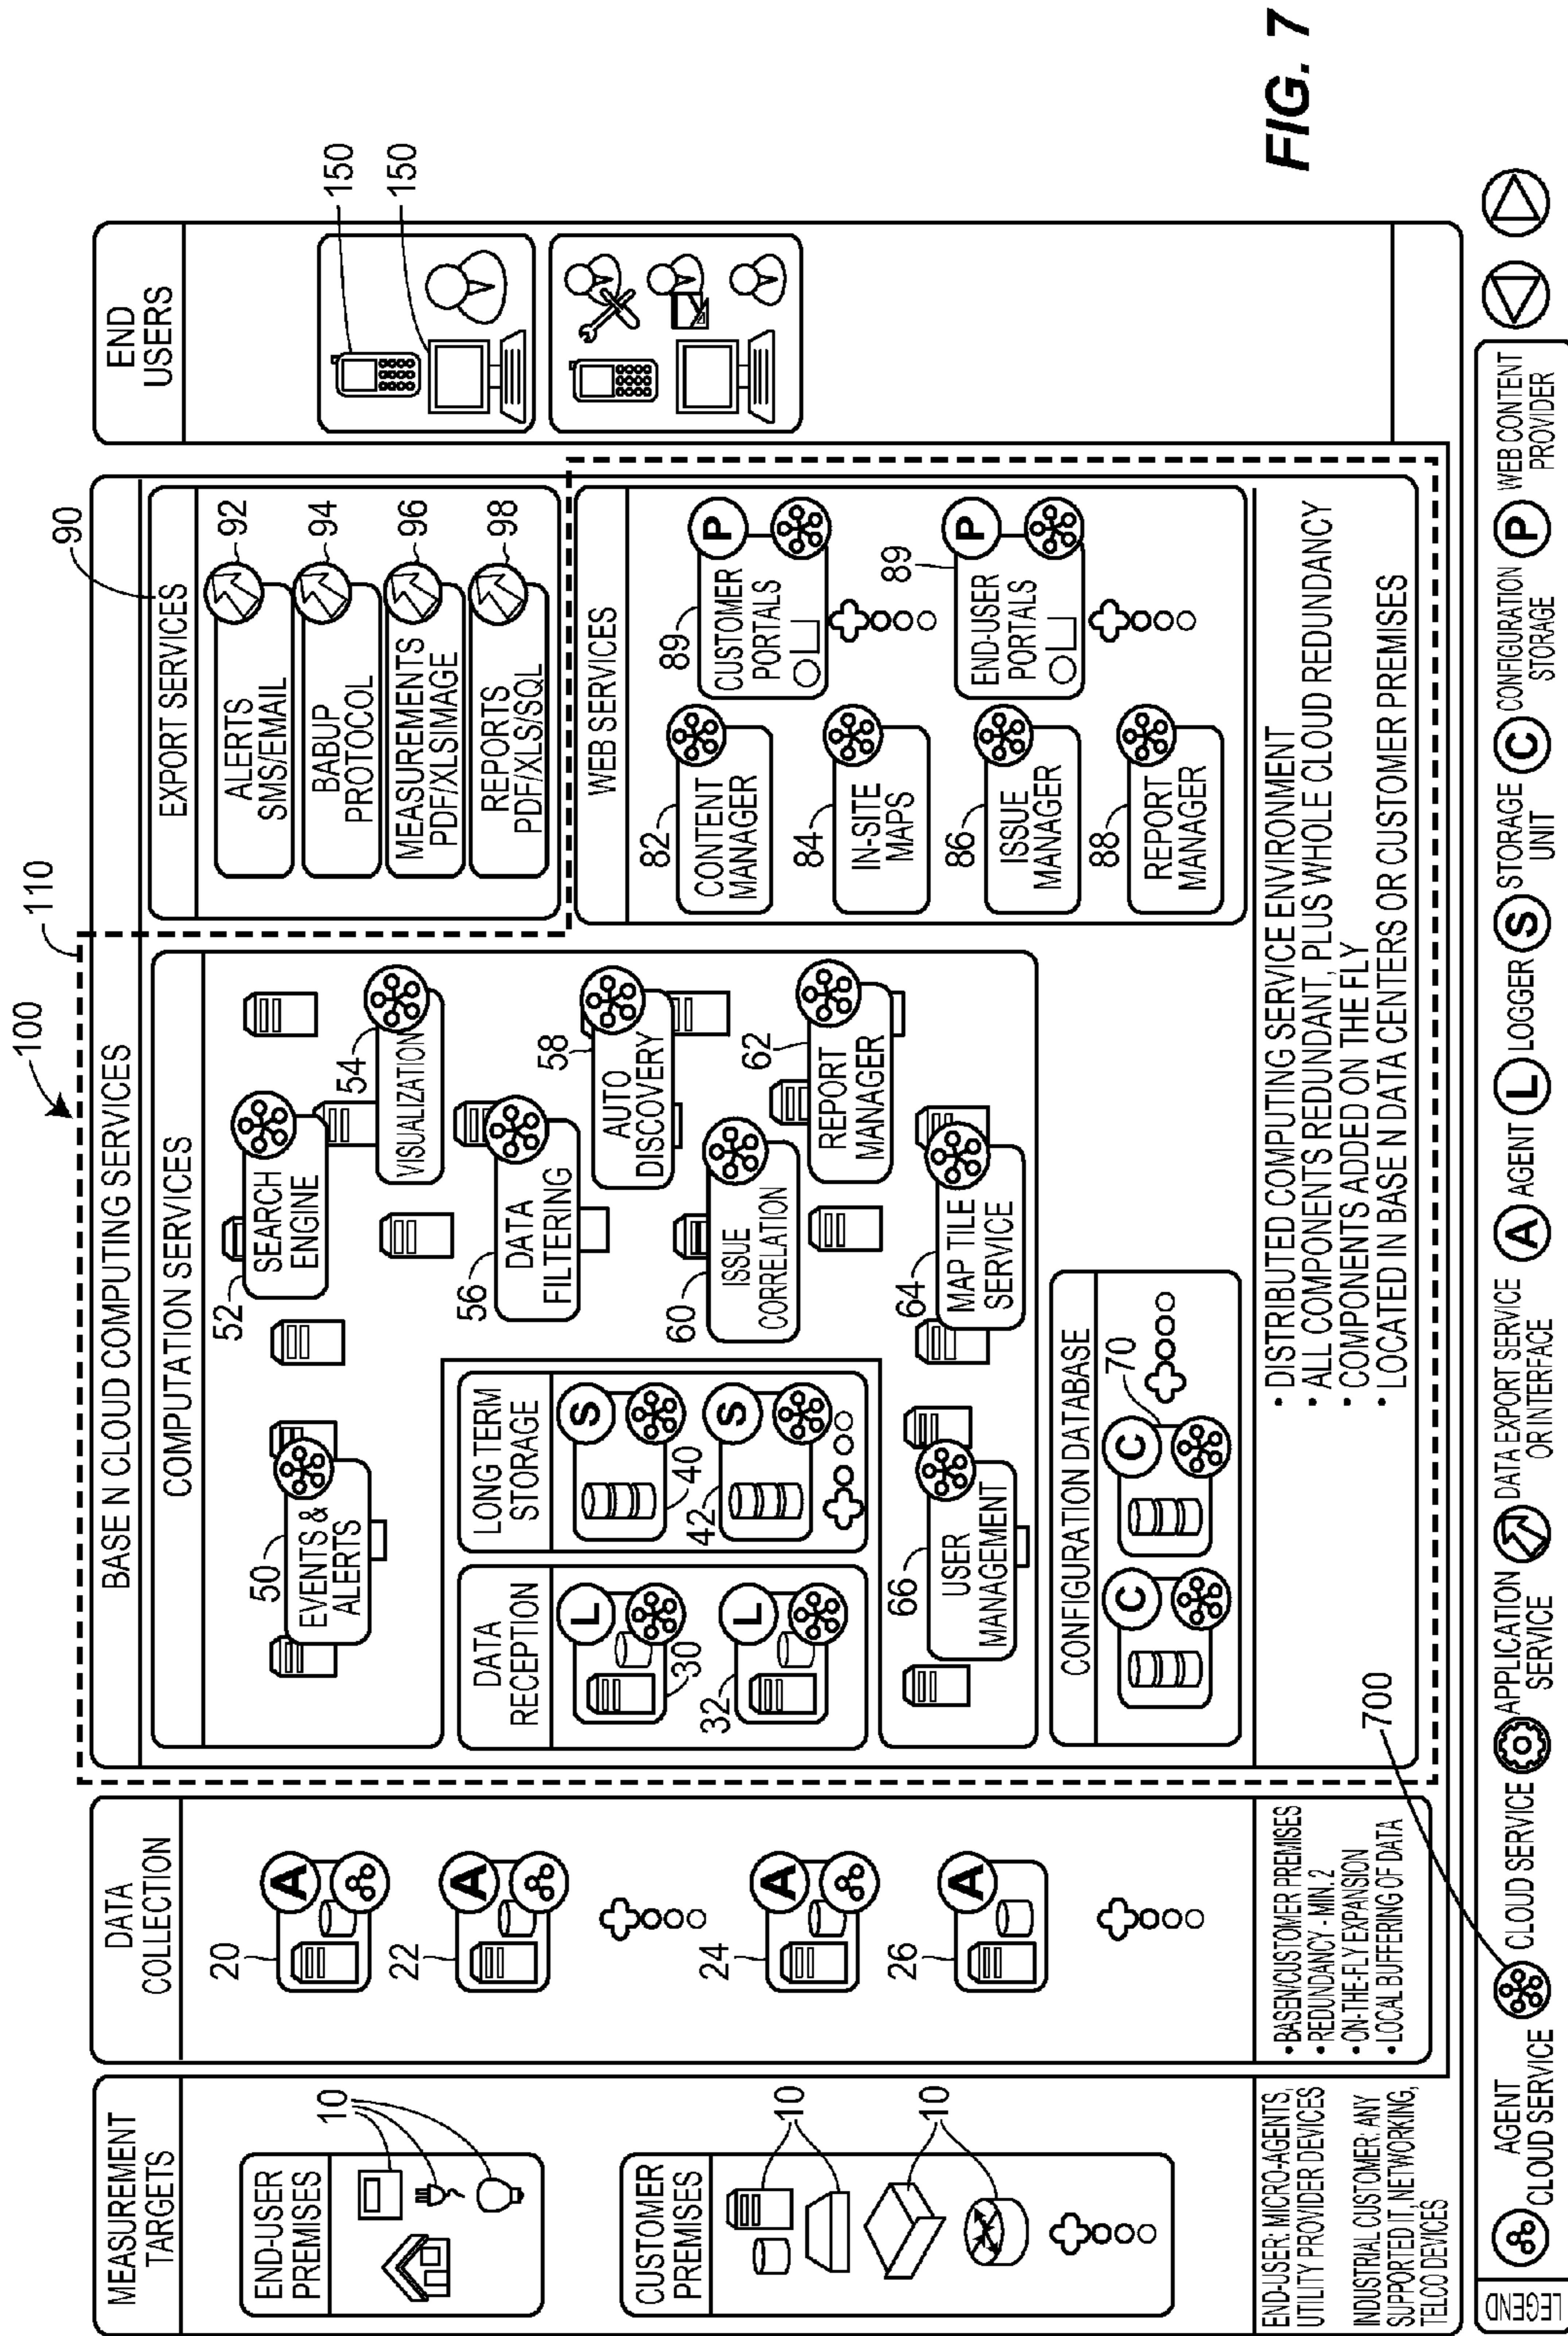 100
110
MEASUREMENT
TARGETS
END-USER
PREMISES
10
CUSTOMER
PREMISES
10
10
END-USER: MICRO-AGENTS,
UTILITY PROVIDER DEVICES
INDUSTRIAL CUSTOMER: ANY
SUPPORTED IT, NETWORKING,
TELCO DEVICES
DATA
COLLECTION
20
A
22
A
24
A
26
A
• BASEN/CUSTOMER PREMISES
• REDUNDANCY - MIN. 2
• ON-THE-FLY EXPANSION
• LOCAL BUFFERING OF DATA
BASE N CLOUD COMPUTING SERVICES
COMPUTATION SERVICES
50
EVENTS &
ALERTS
52
SEARCH
ENGINE
54
VISUALIZATION
56
DATA
FILTERING
58
AUTO
DISCOVERY
60
ISSUE
CORRELATION
62
REPORT
MANAGER
64
MAP TILE
SERVICE
66
USER
MANAGEMENT
DATA
RECEPTION
L
30
L
32
LONG TERM
STORAGE
S
40
S
42
CONFIGURATION DATABASE
C
C
70
EXPORT SERVICES
90
ALERTS
SMS/EMAIL
92
BABUP
PROTOCOL
94
MEASUREMENTS
PDF/XLSIMAGE
96
REPORTS
PDF/XLS/SQL
98
WEB SERVICES
82
CONTENT
MANAGER
84
IN-SITE
MAPS
86
ISSUE
MANAGER
88
REPORT
MANAGER
89
CUSTOMER
PORTALS
P
89
END-USER
PORTALS
P
• DISTRIBUTED COMPUTING SERVICE ENVIRONMENT
• ALL COMPONENTS REDUNDANT, PLUS WHOLE CLOUD REDUNDANCY
• COMPONENTS ADDED ON THE FLY
• LOCATED IN BASE N DATA CENTERS OR CUSTOMER PREMISES
END
USERS
150
150
700
LEGEND
AGENT
CLOUD SERVICE
CLOUD SERVICE
APPLICATION
SERVICE
DATA EXPORT SERVICE
OR INTERFACE
A AGENT
L LOGGER
S STORAGE
UNIT
C CONFIGURATION
STORAGE
P WEB CONTENT
PROVIDER
FIG. 7